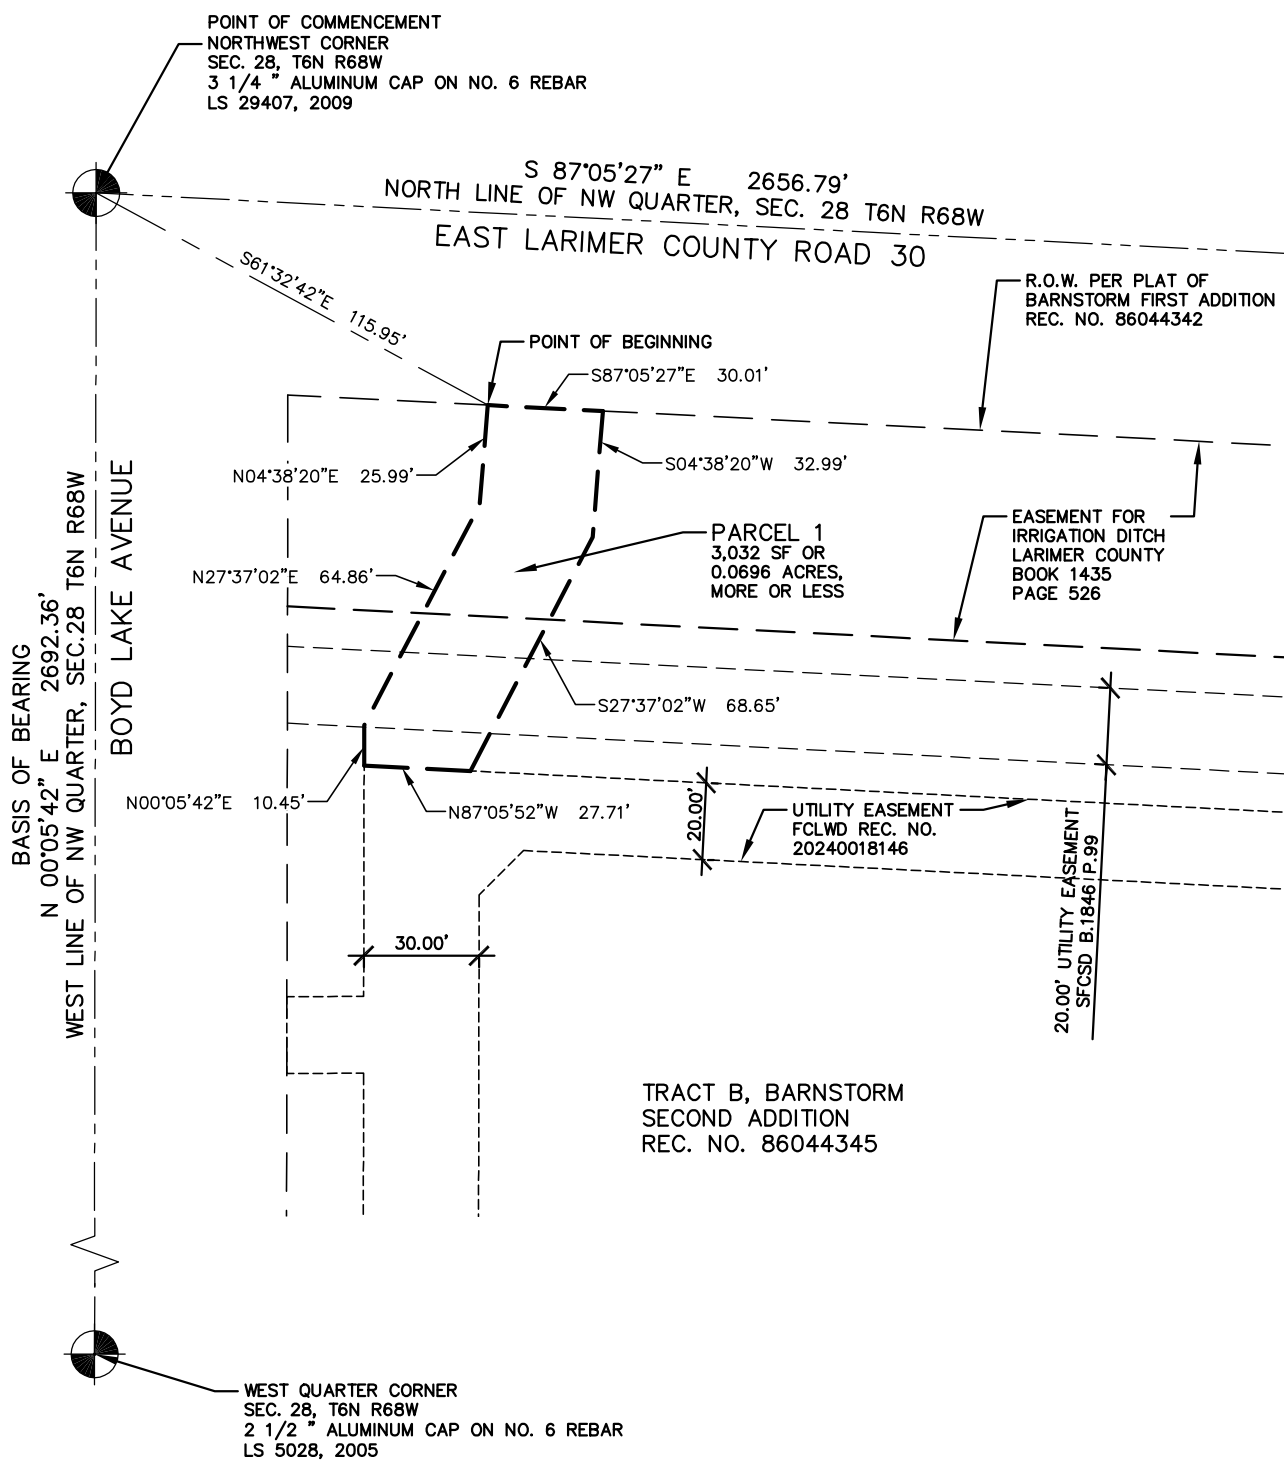 POINT OF COMMENCEMENT
NORTHWEST CORNER
SEC. 28, T6N R68W
3 1/4 " ALUMINUM CAP ON NO. 6 REBAR
LS 29407, 2009
S 87°05'27" E 2656.79'
NORTH LINE OF NW QUARTER, SEC. 28 T6N R68W
EAST LARIMER COUNTY ROAD 30
S61°32'42"E 115.95'
R.O.W. PER PLAT OF
BARNSTORM FIRST ADDITION
REC. NO. 86044342
POINT OF BEGINNING
S87°05'27"E 30.01'
N04°38'20"E 25.99'
S04°38'20"W 32.99'
PARCEL 1
3,032 SF OR
0.0696 ACRES,
MORE OR LESS
EASEMENT FOR
IRRIGATION DITCH
LARIMER COUNTY
BOOK 1435
PAGE 526
N27°37'02"E 64.86'
S27°37'02"W 68.65'
N00°05'42"E 10.45'
N87°05'52"W 27.71'
BASIS OF BEARING
N 00°05'42" E 2692.36'
WEST LINE OF NW QUARTER, SEC.28 T6N R68W
BOYD LAKE AVENUE
20.00'
UTILITY EASEMENT
FCLWD REC. NO.
20240018146
20.00' UTILITY EASEMENT
SFCSD B.1846 P.99
30.00'
TRACT B, BARNSTORM
SECOND ADDITION
REC. NO. 86044345
WEST QUARTER CORNER
SEC. 28, T6N R68W
2 1/2 " ALUMINUM CAP ON NO. 6 REBAR
LS 5028, 2005